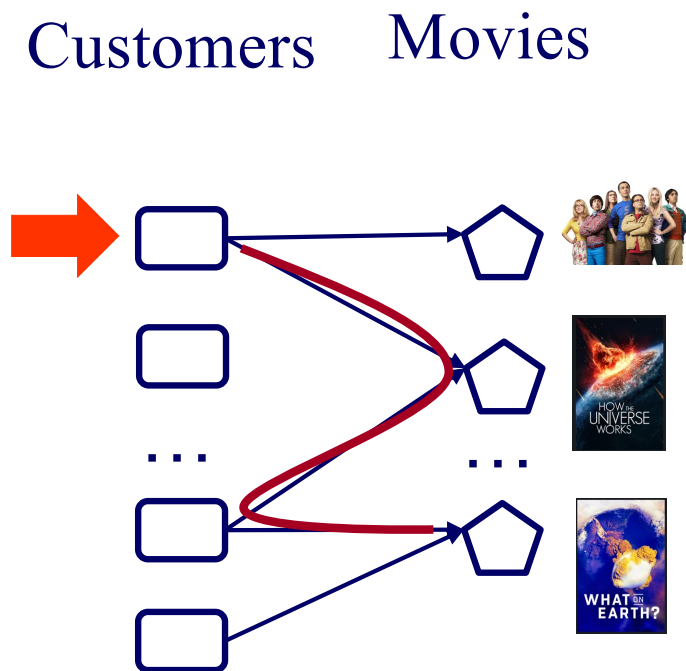 Customers
Movies
. . .
. . .
HOW THE
UNIVERSE
WORKS
WHAT ON
EARTH?